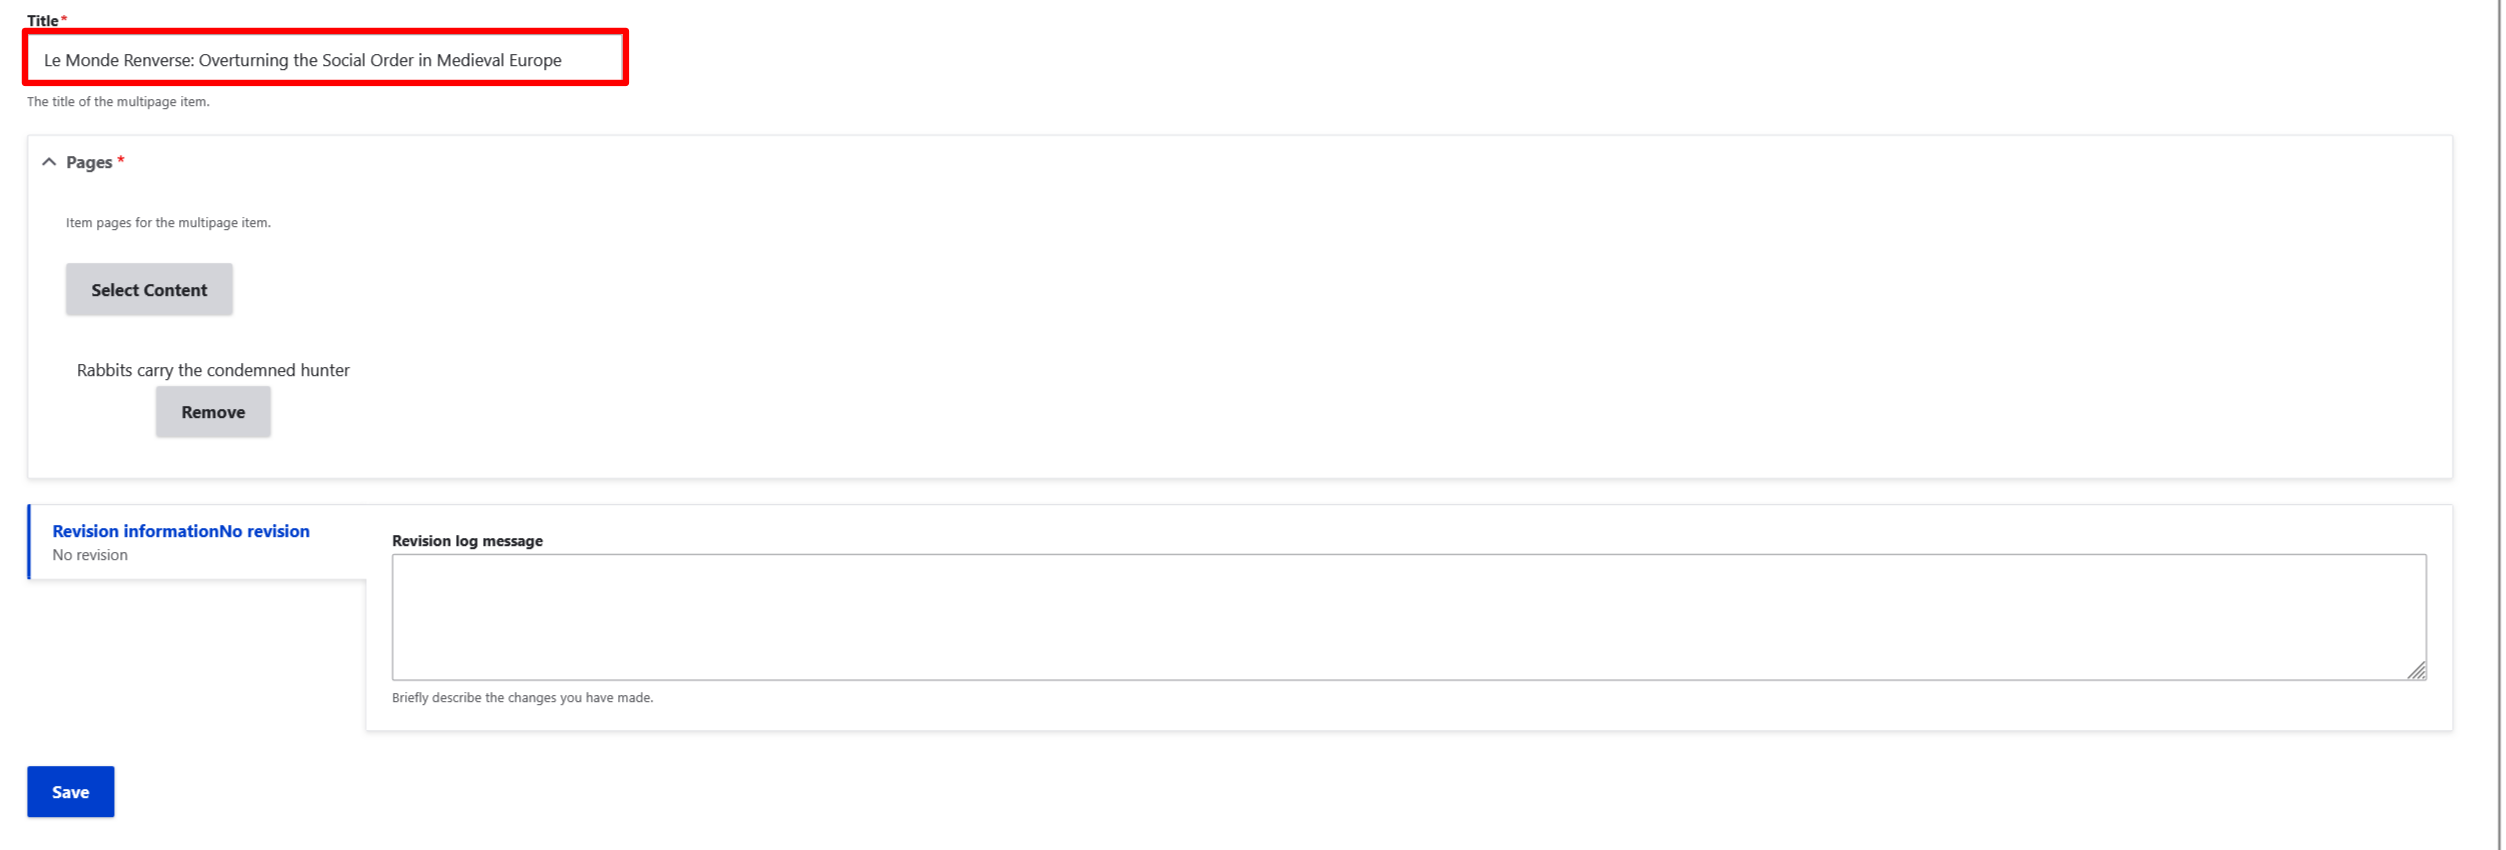 Title*
Le Monde Renverse: Overturning the Social Order in Medieval Europe
The title of the multipage item.
Pages *
Item pages for the multipage item.
Select Content
Rabbits carry the condemned hunter
Remove
Revision informationNo revision
No revision
Revision log message
Briefly describe the changes you have made.
Save